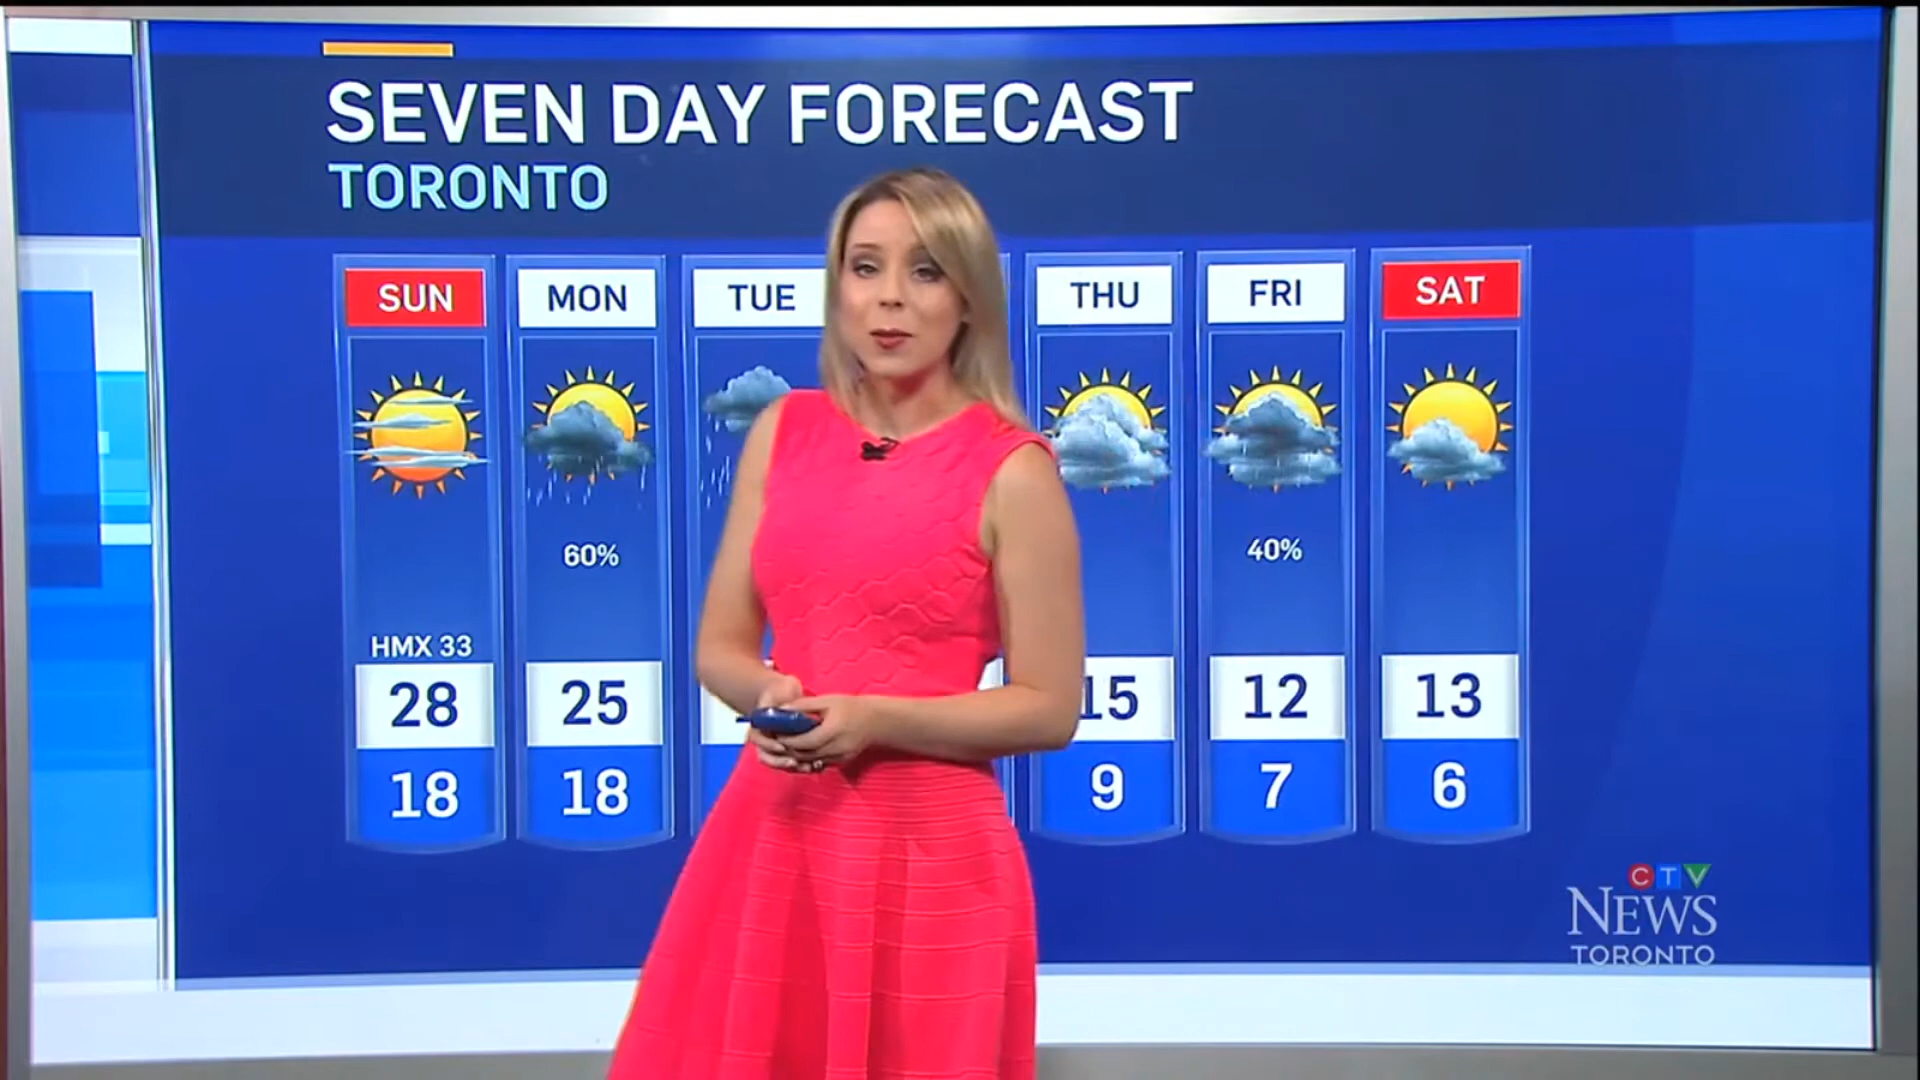 SEVEN DAY FORECAST
TORONTO
SUN MON TUE THU FRI SAT
60% 40%
HMX 33
28 25 15 12 13
18 18 9 7 6
CTV
NEWS
TORONTO